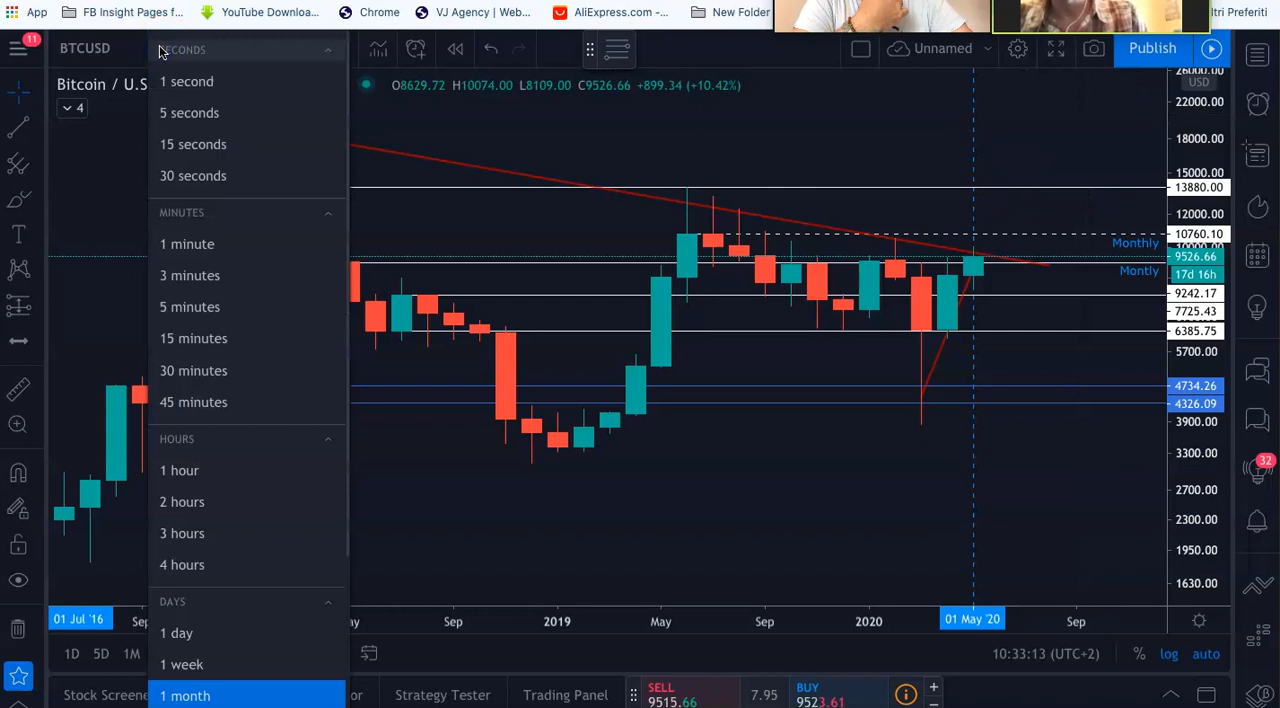 App FB Insight Pages f... YouTube Downloa... Chrome VJ Agency | Web... AliExpress.com -... New Folder ltri Preferiti
11 BTCUSD SECONDS Unnamed Publish
Bitcoin / U.S O8629.72 H10074.00 L8109.00 C9526.66 +899.34 (+10.42%)
4
1 second
5 seconds
15 seconds
30 seconds
MINUTES
1 minute
3 minutes
5 minutes
15 minutes
30 minutes
45 minutes
HOURS
1 hour
2 hours
3 hours
4 hours
DAYS
1 day
1 week
1 month
26000.00
USD
22000.00
18000.00
15000.00
13880.00
12000.00
10760.10
Monthly 10000.00
9526.66
Montly 17d 16h
9242.17
7725.43
6385.75
5700.00
4734.26
4326.09
3900.00
3300.00
2700.00
2300.00
1950.00
1630.00
32
01 Jul '16 Sep Sep 2019 May Sep 2020 01 May '20 Sep
1D 5D 1M 10:33:13 (UTC+2) % log auto
Stock Screene Strategy Tester Trading Panel SELL 9515.66 7.95 BUY 9523.61